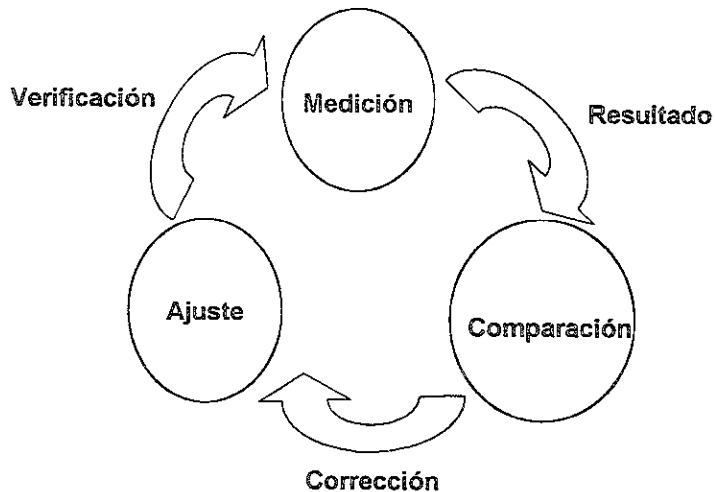 Verificación
Medición
Resultado
Ajuste
Comparación
Corrección